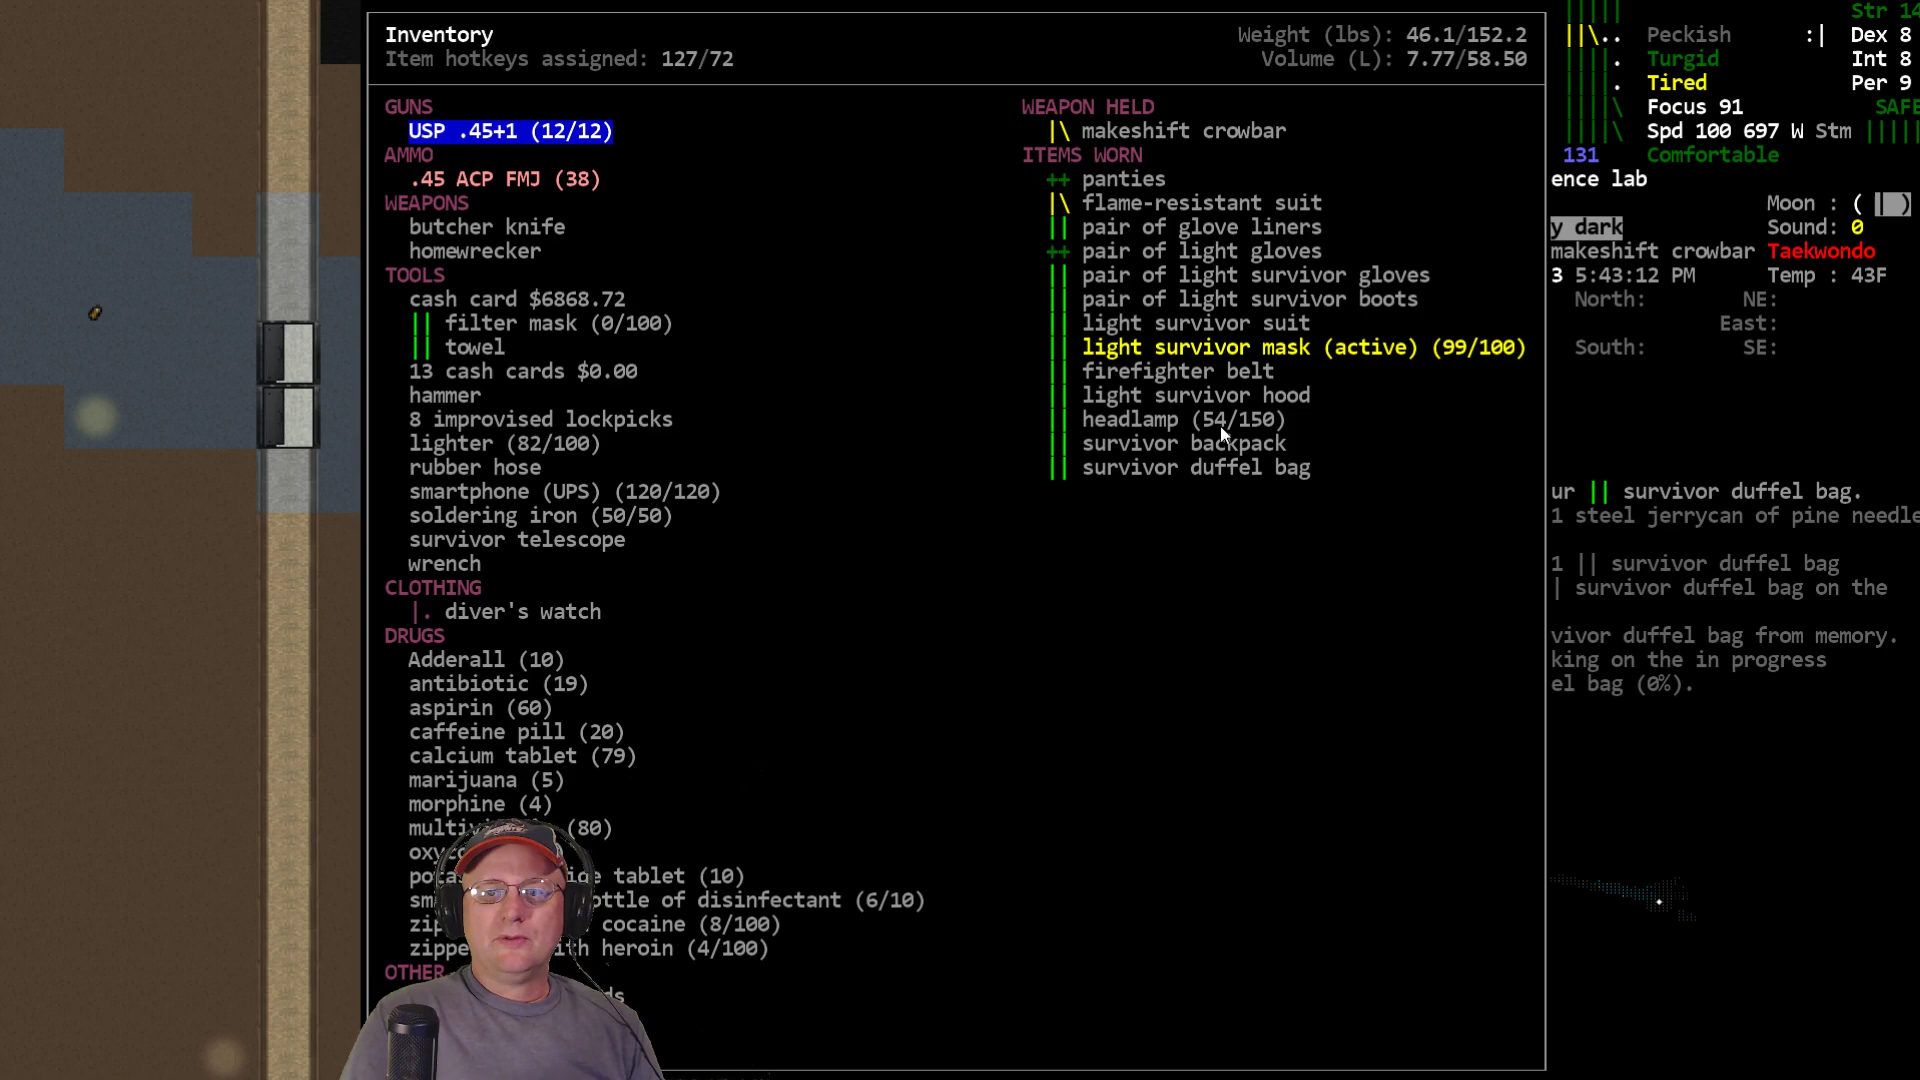 Inventory
Item hotkeys assigned: 127/72
Weight (lbs): 46.1/152.2
Volume (L): 7.77/58.50
GUNS
USP .45+1 (12/12)
AMMO
.45 ACP FMJ (38)
WEAPONS
butcher knife
homewrecker
TOOLS
cash card $6868.72
|| filter mask (0/100)
|| towel
13 cash cards $0.00
hammer
8 improvised lockpicks
lighter (82/100)
rubber hose
smartphone (UPS) (120/120)
soldering iron (50/50)
survivor telescope
wrench
CLOTHING
|. diver's watch
DRUGS
Adderall (10)
antibiotic (19)
aspirin (60)
caffeine pill (20)
calcium tablet (79)
marijuana (5)
morphine (4)
(80)
tablet (10)
of disinfectant (6/10)
cocaine (8/100)
heroin (4/100)
OTHER
WEAPON HELD
|\ makeshift crowbar
ITEMS WORN
++ panties
|\ flame-resistant suit
|| pair of glove liners
++ pair of light gloves
|| pair of light survivor gloves
|| pair of light survivor boots
|| light survivor suit
|| light survivor mask (active) (99/100)
|| firefighter belt
|| light survivor hood
|| headlamp (54/150)
|| survivor backpack
|| survivor duffel bag
||||| Str 14
||\.. Peckish :| Dex 8
||||. Turgid Int 8
||||. Tired Per 9
||||\ Focus 91 SAFE
||||\ Spd 100 697 W Stm |||||
131 Comfortable
ence lab
Moon : ( | )
y dark Sound: 0
makeshift crowbar Taekwondo
3 5:43:12 PM Temp : 43F
North: NE:
East:
South: SE:
ur || survivor duffel bag.
1 steel jerrycan of pine needle
1 || survivor duffel bag
| survivor duffel bag on the
vivor duffel bag from memory.
king on the in progress
el bag (0%).